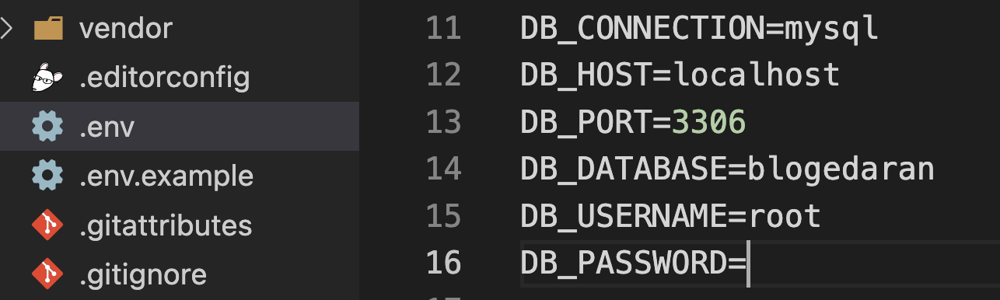 vendor
.editorconfig
.env
.env.example
.gitattributes
.gitignore
11 DB_CONNECTION=mysql
12 DB_HOST=localhost
13 DB_PORT=3306
14 DB_DATABASE=blogedaran
15 DB_USERNAME=root
16 DB_PASSWORD=